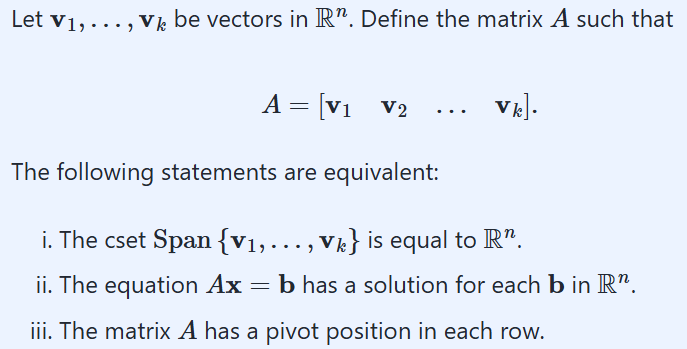 Let v₁, . . . , vₖ be vectors in ℝⁿ. Define the matrix A such that
A = [v₁ v₂ . . . vₖ].
The following statements are equivalent:
i. The cset Span {v₁, . . . , vₖ} is equal to ℝⁿ.
ii. The equation Ax = b has a solution for each b in ℝⁿ.
iii. The matrix A has a pivot position in each row.